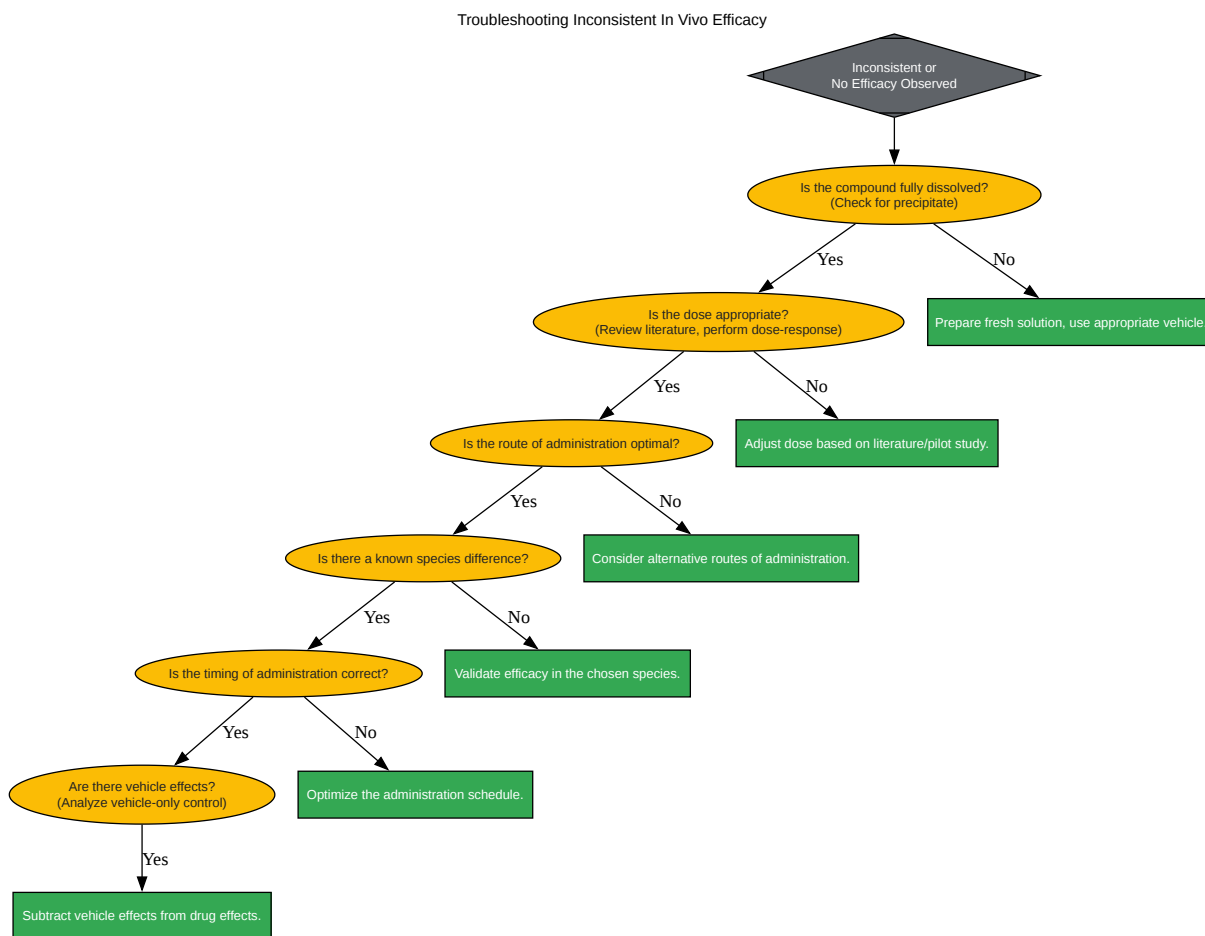 Troubleshooting Inconsistent In Vivo Efficacy
Inconsistent or
No Efficacy Observed
Is the compound fully dissolved?
(Check for precipitate)
Yes
No
Is the dose appropriate?
(Review literature, perform dose-response)
Prepare fresh solution, use appropriate vehicle.
Yes
No
Is the route of administration optimal?
Adjust dose based on literature/pilot study.
Yes
No
Is there a known species difference?
Consider alternative routes of administration.
Yes
No
Is the timing of administration correct?
Validate efficacy in the chosen species.
Yes
No
Are there vehicle effects?
(Analyze vehicle-only control)
Optimize the administration schedule.
Yes
Subtract vehicle effects from drug effects.